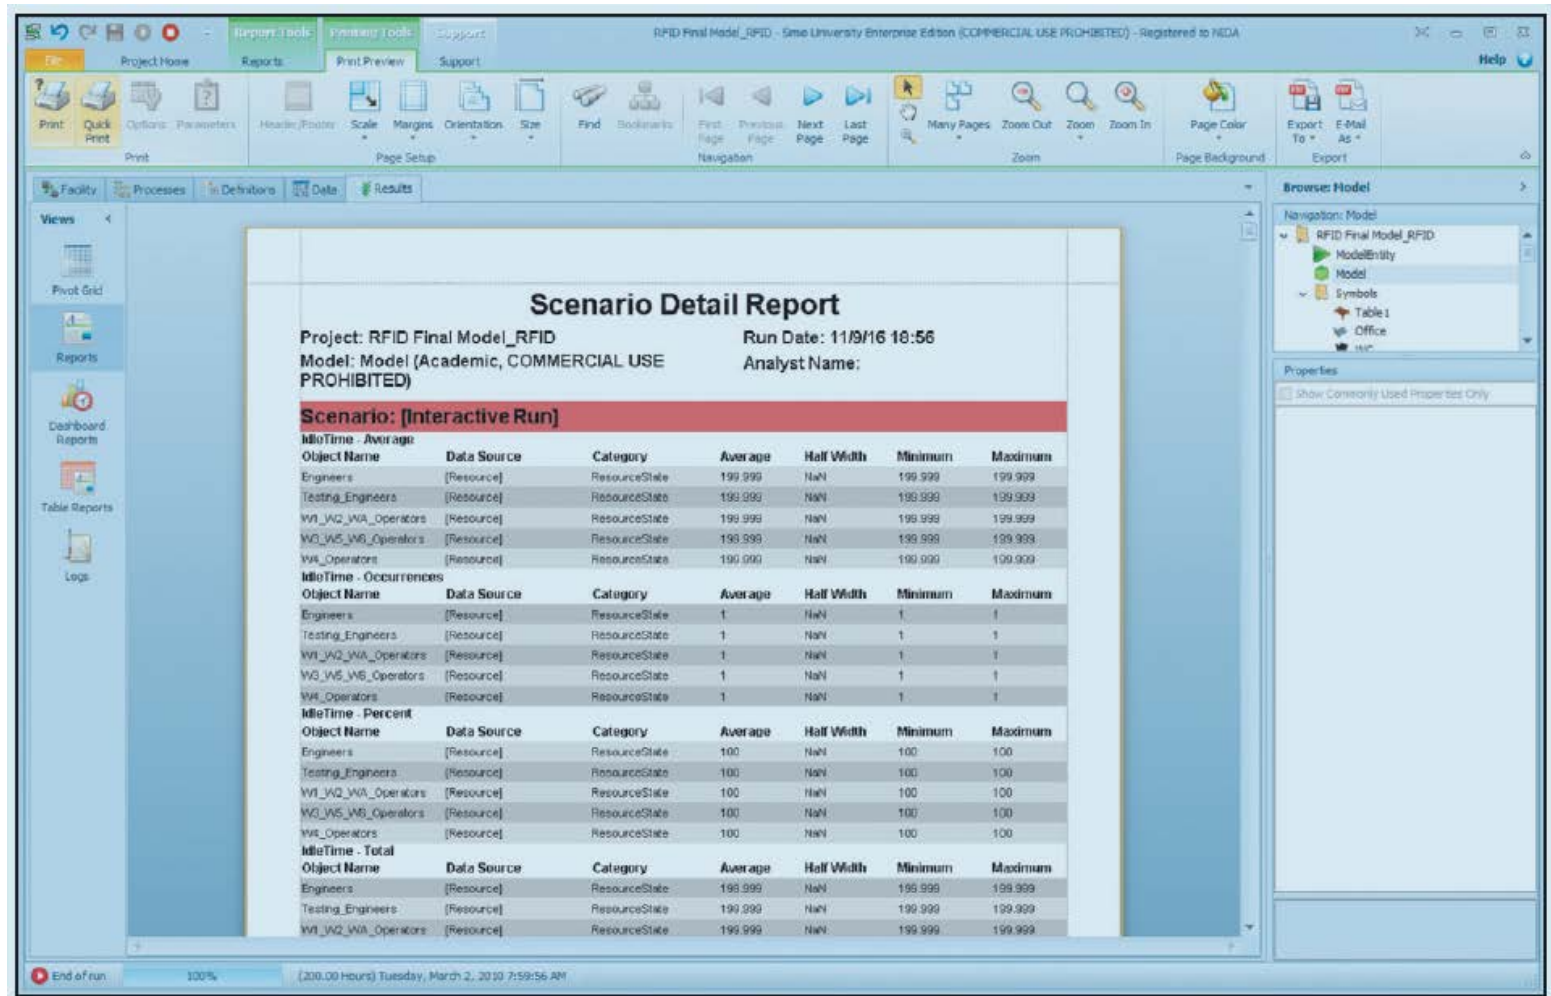 Report Tools Printing Tools Support
RFID Final Model_RFID - Simio University Enterprise Edition (COMMERCIAL USE PROHIBITED) - Registered to NIDA
File Project Home Reports Print Preview Support Help
Print Quick Print Options Parameters Header/Footer Scale Margins Orientation Size Find Bookmarks First Page Previous Page Next Page Last Page Many Pages Zoom Out Zoom Zoom In Page Color Export To E-Mail As
Print Page Setup Navigation Zoom Page Background Export
Facility Processes Definitions Data Results
Views
Pivot Grid
Reports
Dashboard Reports
Table Reports
Logs
Scenario Detail Report
Project: RFID Final Model_RFID Run Date: 11/9/16 18:56
Model: Model (Academic, COMMERCIAL USE PROHIBITED) Analyst Name:
Scenario: [Interactive Run]
IdleTime - Average
Object Name Data Source Category Average Half Width Minimum Maximum
Engineers [Resource] ResourceState 199.999 NaN 199.999 199.999
Testing_Engineers [Resource] ResourceState 199.999 NaN 199.999 199.999
W1_W2_WA_Operators [Resource] ResourceState 199.999 NaN 199.999 199.999
W3_W5_W6_Operators [Resource] ResourceState 199.999 NaN 199.999 199.999
W4_Operators [Resource] ResourceState 199.999 NaN 199.999 199.999
IdleTime - Occurrences
Object Name Data Source Category Average Half Width Minimum Maximum
Engineers [Resource] ResourceState 1 NaN 1 1
Testing_Engineers [Resource] ResourceState 1 NaN 1 1
W1_W2_WA_Operators [Resource] ResourceState 1 NaN 1 1
W3_W5_W6_Operators [Resource] ResourceState 1 NaN 1 1
W4_Operators [Resource] ResourceState 1 NaN 1 1
IdleTime - Percent
Object Name Data Source Category Average Half Width Minimum Maximum
Engineers [Resource] ResourceState 100 NaN 100 100
Testing_Engineers [Resource] ResourceState 100 NaN 100 100
W1_W2_WA_Operators [Resource] ResourceState 100 NaN 100 100
W3_W5_W6_Operators [Resource] ResourceState 100 NaN 100 100
W4_Operators [Resource] ResourceState 100 NaN 100 100
IdleTime - Total
Object Name Data Source Category Average Half Width Minimum Maximum
Engineers [Resource] ResourceState 199.999 NaN 199.999 199.999
Testing_Engineers [Resource] ResourceState 199.999 NaN 199.999 199.999
W1_W2_WA_Operators [Resource] ResourceState 199.999 NaN 199.999 199.999
Browse: Model
Navigation: Model
RFID Final Model_RFID
ModelEntity
Model
Symbols
Table1
Office
Properties
Show Commonly Used Properties Only
End of run 100% (200.00 Hours) Tuesday, March 2, 2010 7:59:56 AM